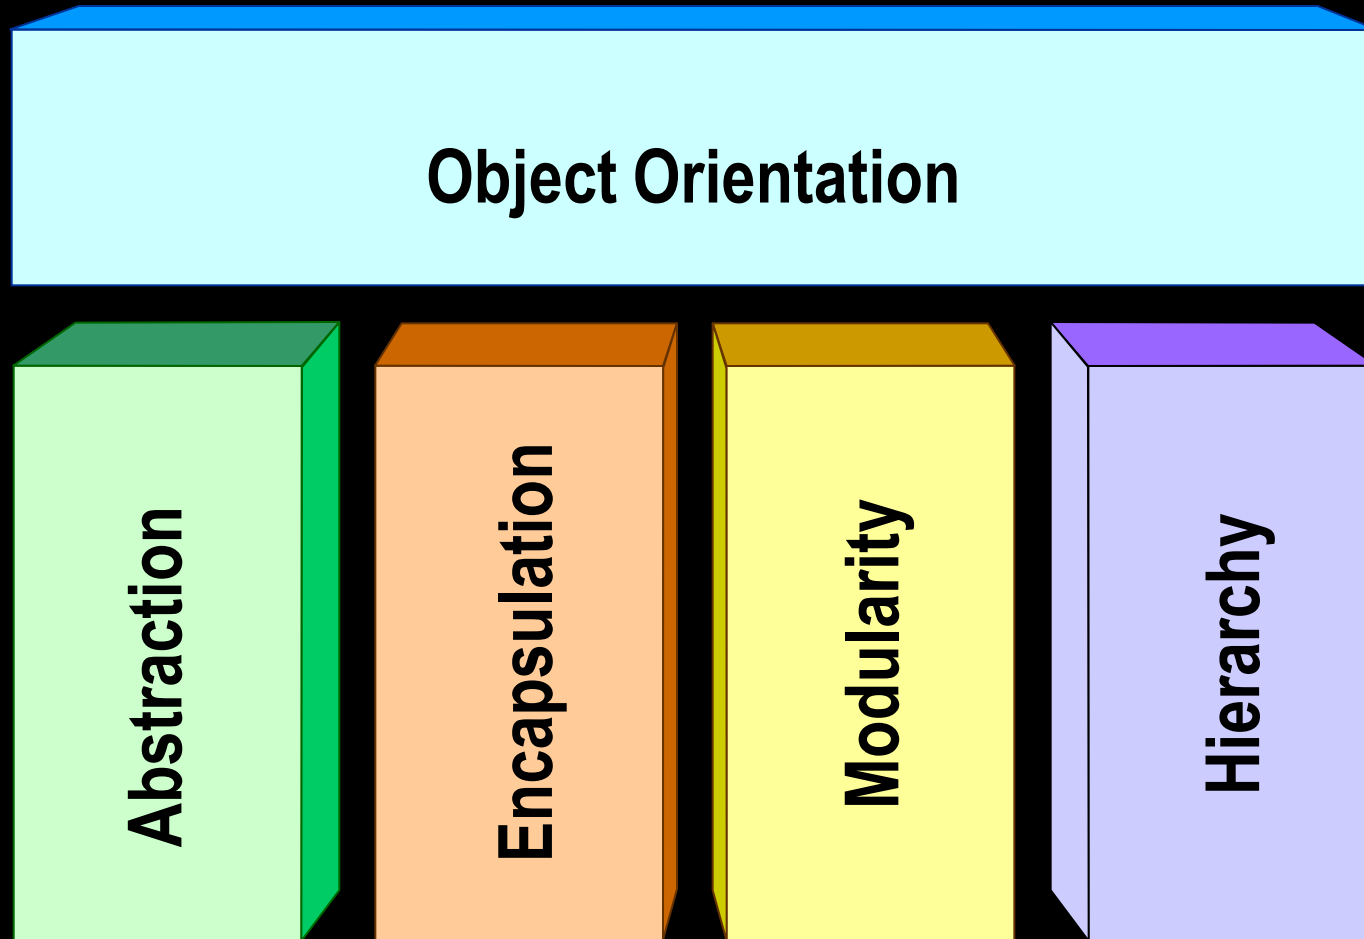 Object Orientation
Abstraction
Encapsulation
Modularity
Hierarchy